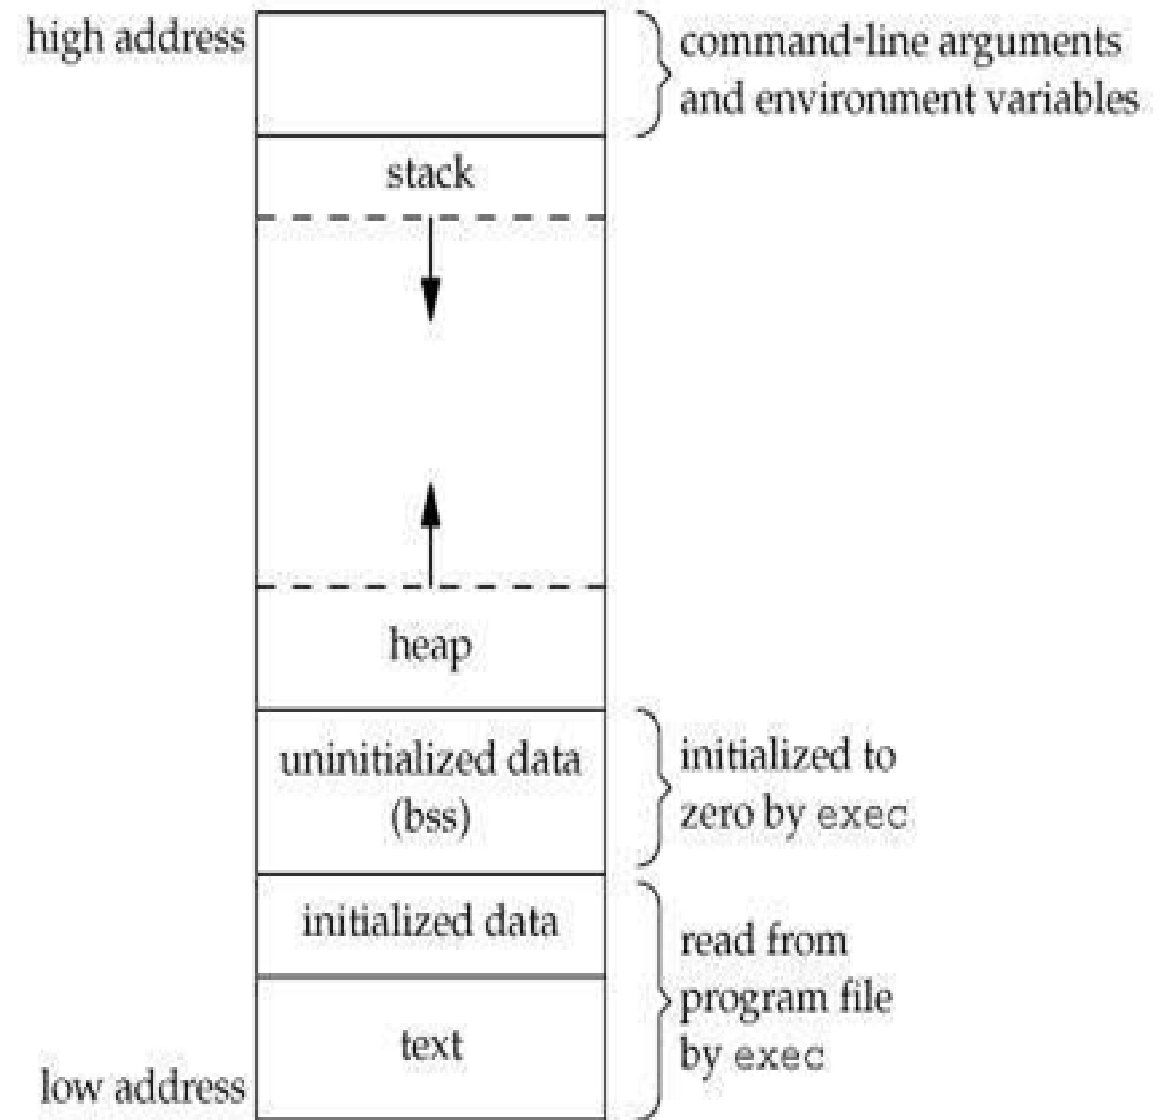 high address
command-line arguments
and environment variables
stack
heap
uninitialized data
(bss)
initialized to
zero by exec
initialized data
read from
program file
by exec
text
low address